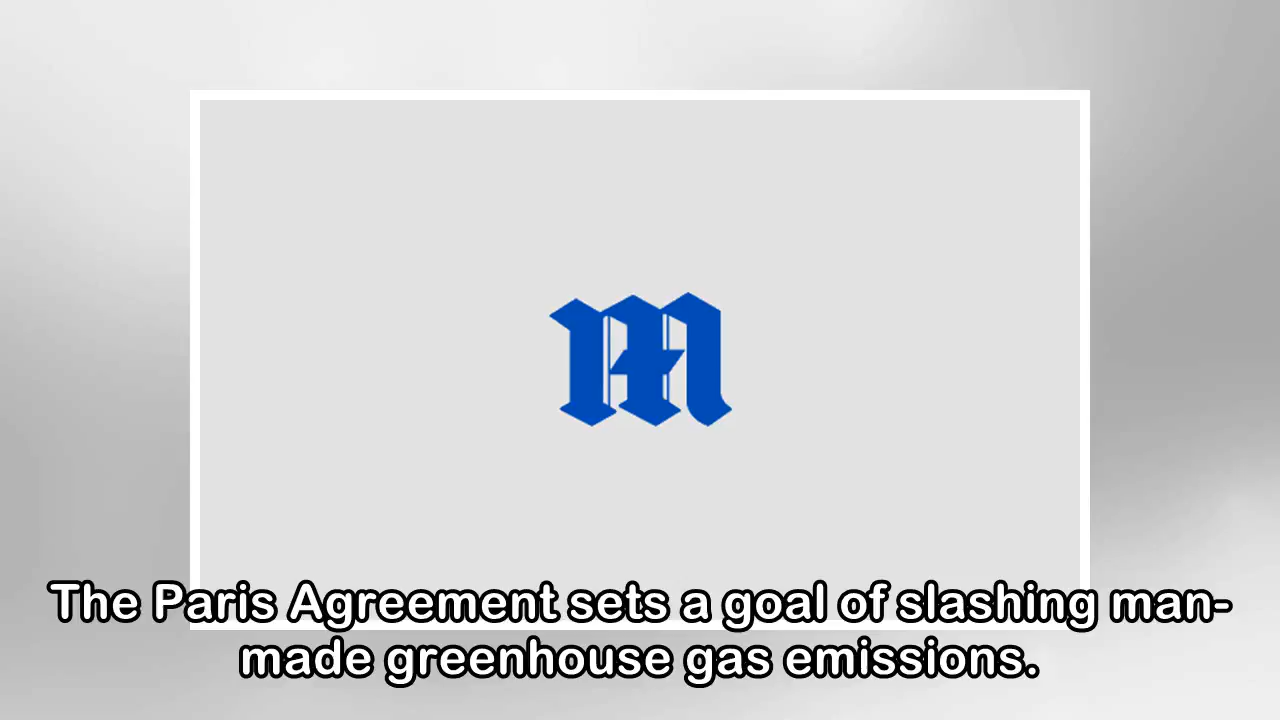 m
The Paris Agreement sets a goal of slashing man-
made greenhouse gas emissions.